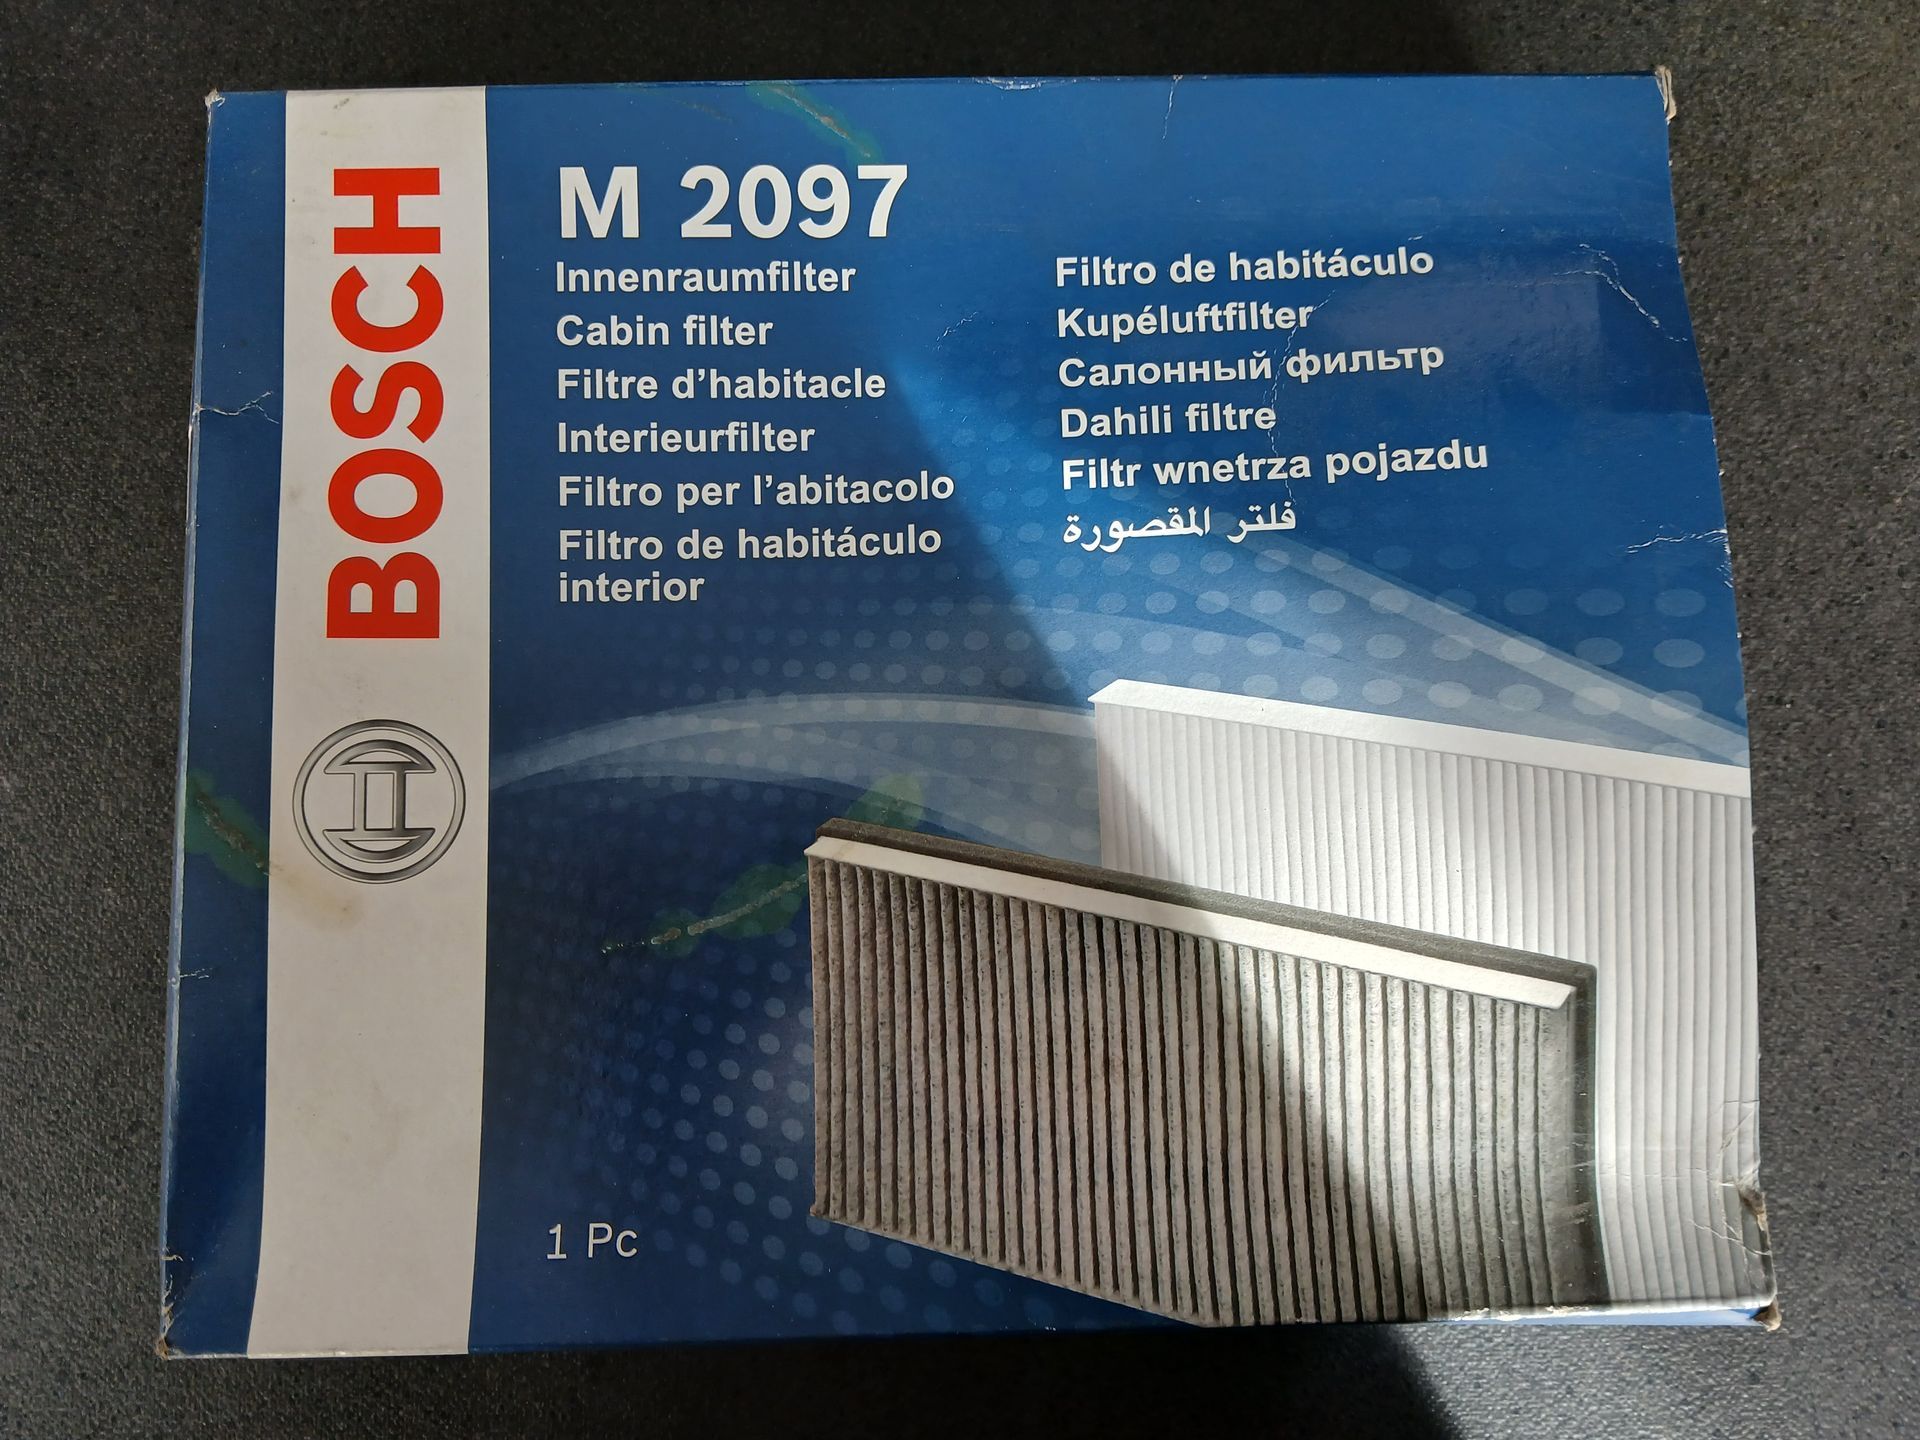 BOSCH
M 2097
Innenraumfilter
Cabin filter
Filtre d’habitacle
Interieurfilter
Filtro per l’abitacolo
Filtro de habitáculo
interior
Filtro de habitáculo
Kupéluftfilter
Салонный фильтр
Dahili filtre
Filtr wnetrza pojazdu
فلتر المقصورة
1 Pc